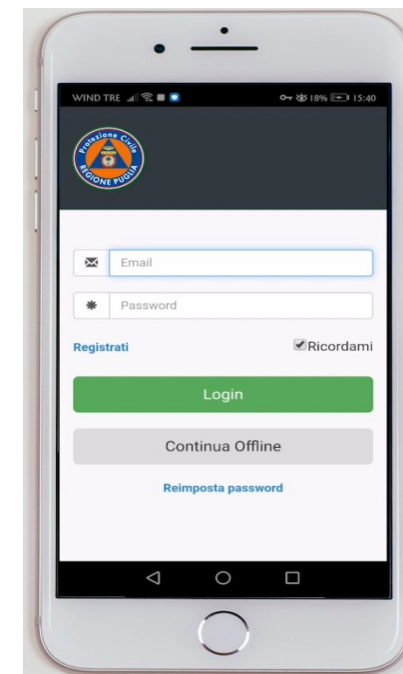 WIND TRE 18% 15:40
Protezione Civile
REGIONE PUGLIA
Email
Password
Registrati Ricordami
Login
Continua Offline
Reimposta password